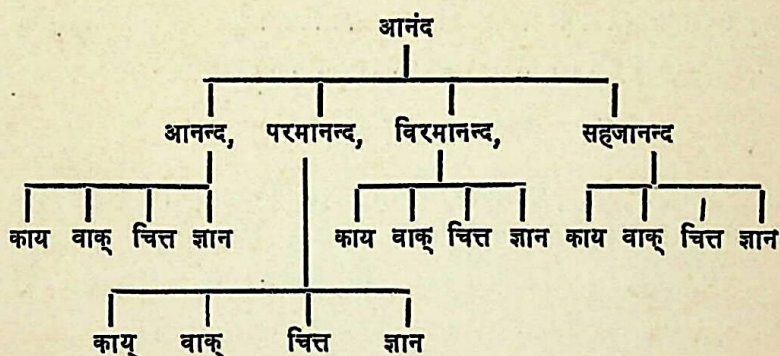 आनंद
आनन्द, परमानन्द, विरमानन्द, सहजानन्द
काय वाक् चित्त ज्ञान काय वाक् चित्त ज्ञान काय वाक् चित्त ज्ञान
काय् वाक् चित्त ज्ञान